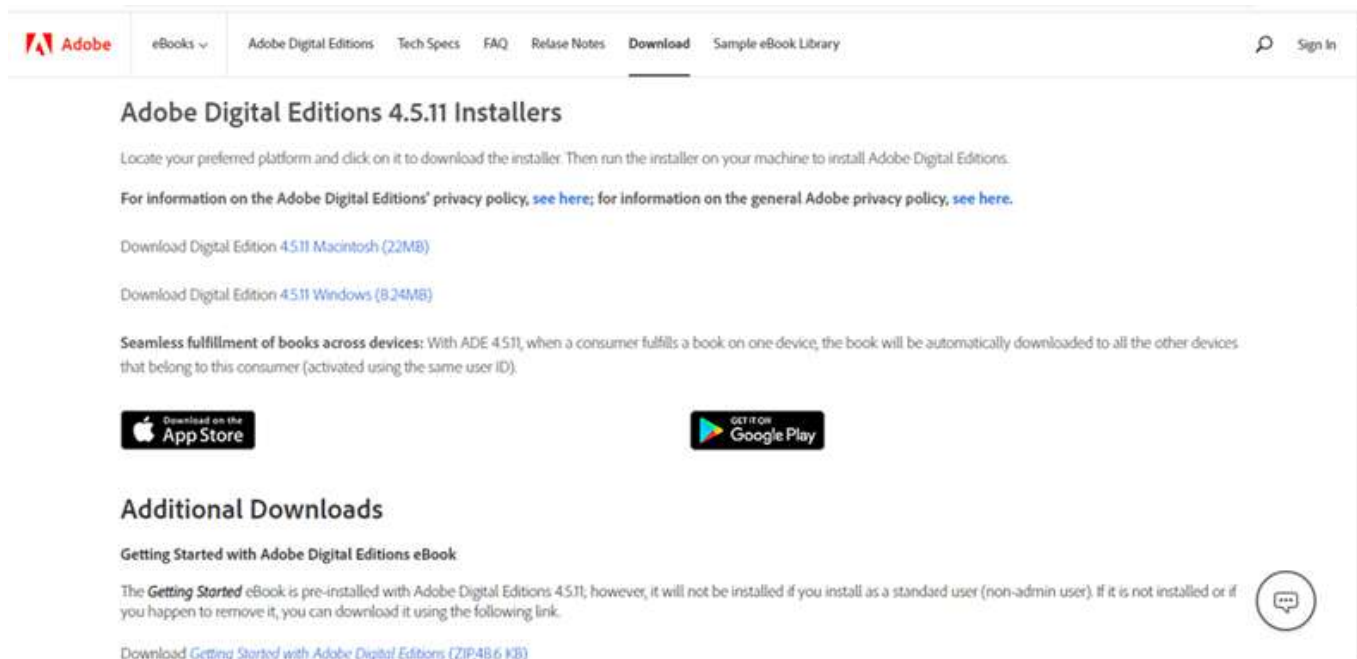 Adobe
eBooks
Adobe Digital Editions
Tech Specs
FAQ
Relase Notes
Download
Sample eBook Library
Sign In
Adobe Digital Editions 4.5.11 Installers
Locate your preferred platform and click on it to download the installer. Then run the installer on your machine to install Adobe Digital Editions.
For information on the Adobe Digital Editions' privacy policy, see here; for information on the general Adobe privacy policy, see here.
Download Digital Edition 4.5.11 Macintosh (22MB)
Download Digital Edition 4.5.11 Windows (8.24MB)
Seamless fulfillment of books across devices: With ADE 4.5.11, when a consumer fulfills a book on one device, the book will be automatically downloaded to all the other devices
that belong to this consumer (activated using the same user ID).
Download on the
App Store
GET IT ON
Google Play
Additional Downloads
Getting Started with Adobe Digital Editions eBook
The Getting Started eBook is pre-installed with Adobe Digital Editions 4.5.11; however, it will not be installed if you install as a standard user (non-admin user). If it is not installed or if
you happen to remove it, you can download it using the following link.
Download Getting Started with Adobe Digital Editions (ZIP,48.6 KB)